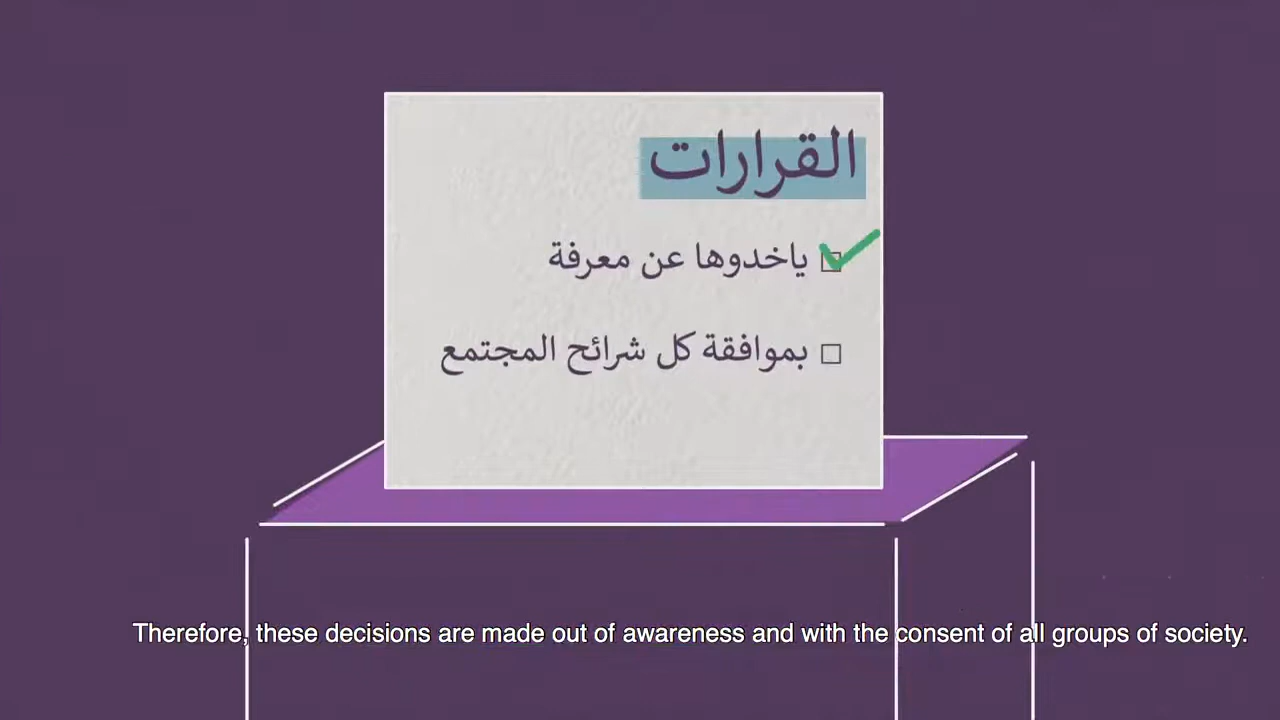 القرارات
ياخدوها عن معرفة
بموافقة كل شرائح المجتمع
Therefore, these decisions are made out of awareness and with the consent of all groups of society.